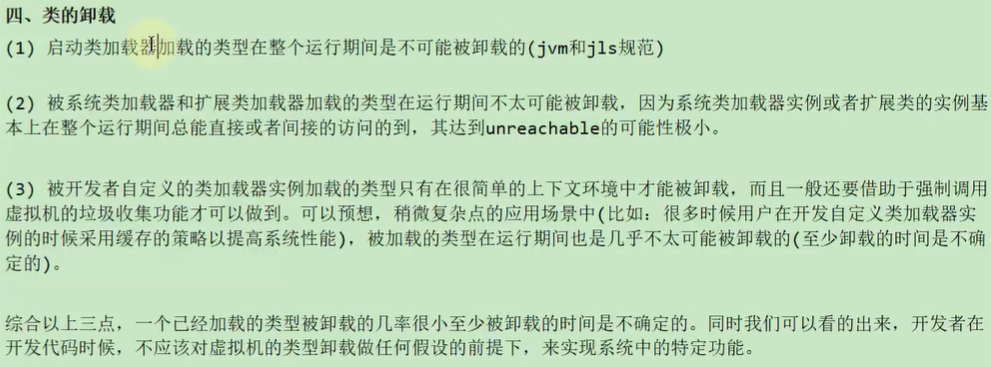 四、类的卸载
(1) 启动类加载器加载的类型在整个运行期间是不可能被卸载的(jvm和jls规范)
(2) 被系统类加载器和扩展类加载器加载的类型在运行期间不太可能被卸载，因为系统类加载器实例或者扩展类的实例基
本上在整个运行期间总能直接或者间接的访问的到，其达到unreachable的可能性极小。
(3) 被开发者自定义的类加载器实例加载的类型只有在很简单的上下文环境中才能被卸载，而且一般还要借助于强制调用
虚拟机的垃圾收集功能才可以做到。可以预想，稍微复杂点的应用场景中(比如：很多时候用户在开发自定义类加载器实
例的时候采用缓存的策略以提高系统性能)，被加载的类型在运行期间也是几乎不太可能被卸载的(至少卸载的时间是不确
定的)。
综合以上三点，一个已经加载的类型被卸载的几率很小至少被卸载的时间是不确定的。同时我们可以看的出来，开发者在
开发代码时候，不应该对虚拟机的类型卸载做任何假设的前提下，来实现系统中的特定功能。